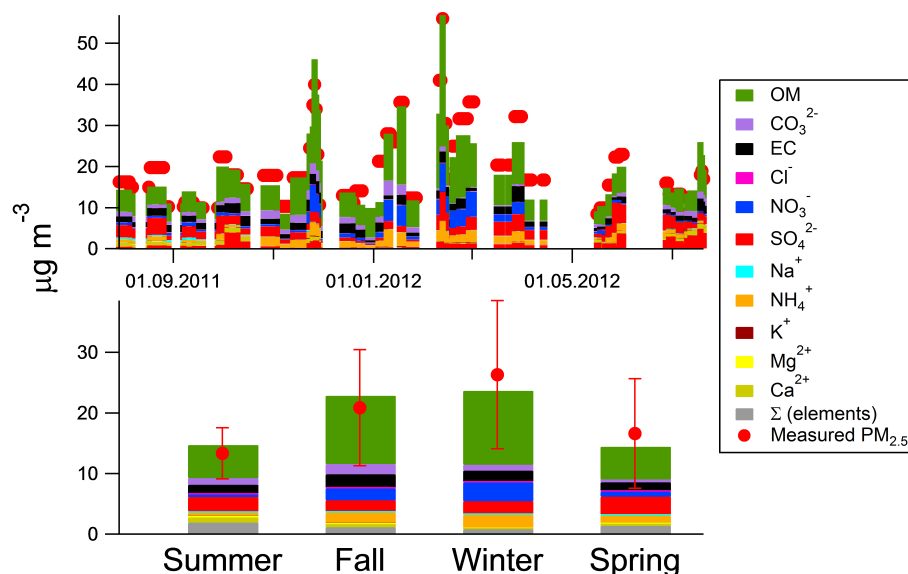 50
40
30
20
10
0
01.09.2011 01.01.2012 01.05.2012
µg m⁻³
30
20
10
0
Summer Fall Winter Spring
OM
CO₃²⁻
EC
Cl⁻
NO₃⁻
SO₄²⁻
Na⁺
NH₄⁺
K⁺
Mg²⁺
Ca²⁺
Σ (elements)
Measured PM₂.₅